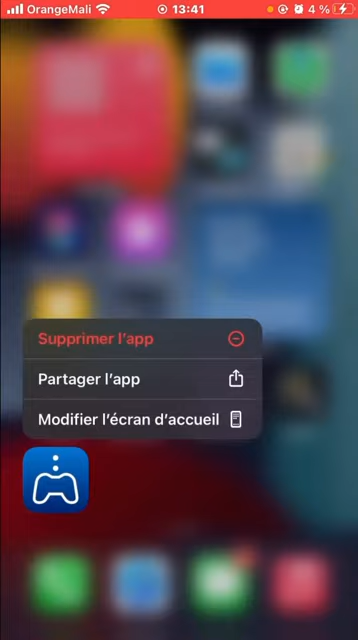 OrangeMali 13:41 4 %
Supprimer l'app
Partager l'app
Modifier l'écran d'accueil